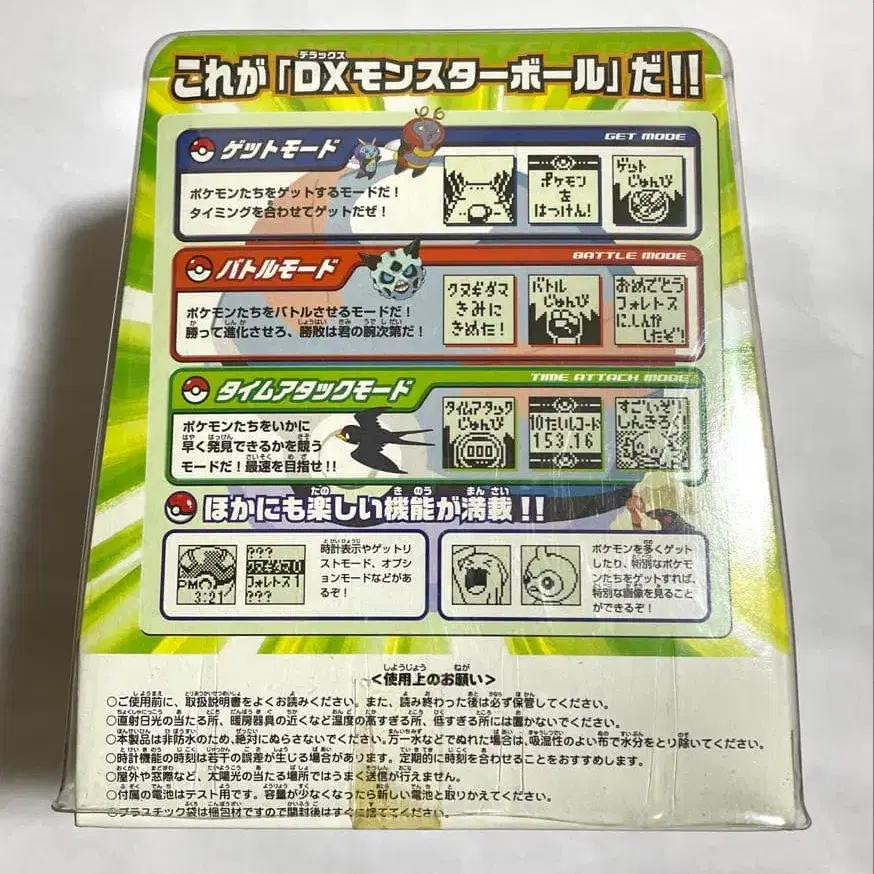 これが「DXモンスターボール」だ!!
ゲットモード
GET MODE
ポケモンたちをゲットするモードだ!
タイミングを合わせてゲットだぜ!
ポケモン
を
はっけん!
ゲット
じゅんび
バトルモード
BATTLE MODE
ポケモンたちをバトルさせるモードだ!
勝って進化させろ、勝敗は君の腕次第だ!
クヌギダマ
きみに
きめた!
バトル
じゅんび
おめでとう
フォレトス
にしんか
したぞ!
タイムアタックモード
TIME ATTACK MODE
ポケモンたちをいかに
早く発見できるかを競う
モードだ!最速を目指せ!!
タイムアタック
じゅんび
000
10たいレコード
153.16
すごいぞ!
しんきろく!
ほかにも楽しい機能が満載!!
PM
3:21
???
クヌギダマ0
フォレトス1
???
時計表示やゲットリ
ストモード、オプシ
ョンモードなどがあ
るぞ!
ポケモンを多くゲット
したり、特別なポケ
モンたちをゲットすれば、
特別な画像を見ること
ができるぞ!
<使用上のお願い>
○ご使用前に、取扱説明書をよくお読みください。また、読み終わった後は必ず保管してください。
○直射日光の当たる所、暖房器具の近くなど温度の高すぎる所、低すぎる所には置かないでください。
○本製品は非防水のため、絶対にぬらさないでください。万一水などでぬれた場合は、吸湿性のよい布で水分をとり除いてください。
○時計機能の時刻は若干の誤差が生じる場合があります。定期的に時刻を合わせることをおすすめします。
○屋外や窓際など、太陽光の当たる場所ではうまく送信が行えません。
○付属の電池はテスト用です。容量が少なくなったら新しい電池と取りかえてください。
○プラスチック袋は梱包材ですので開封後はすぐに捨ててください。